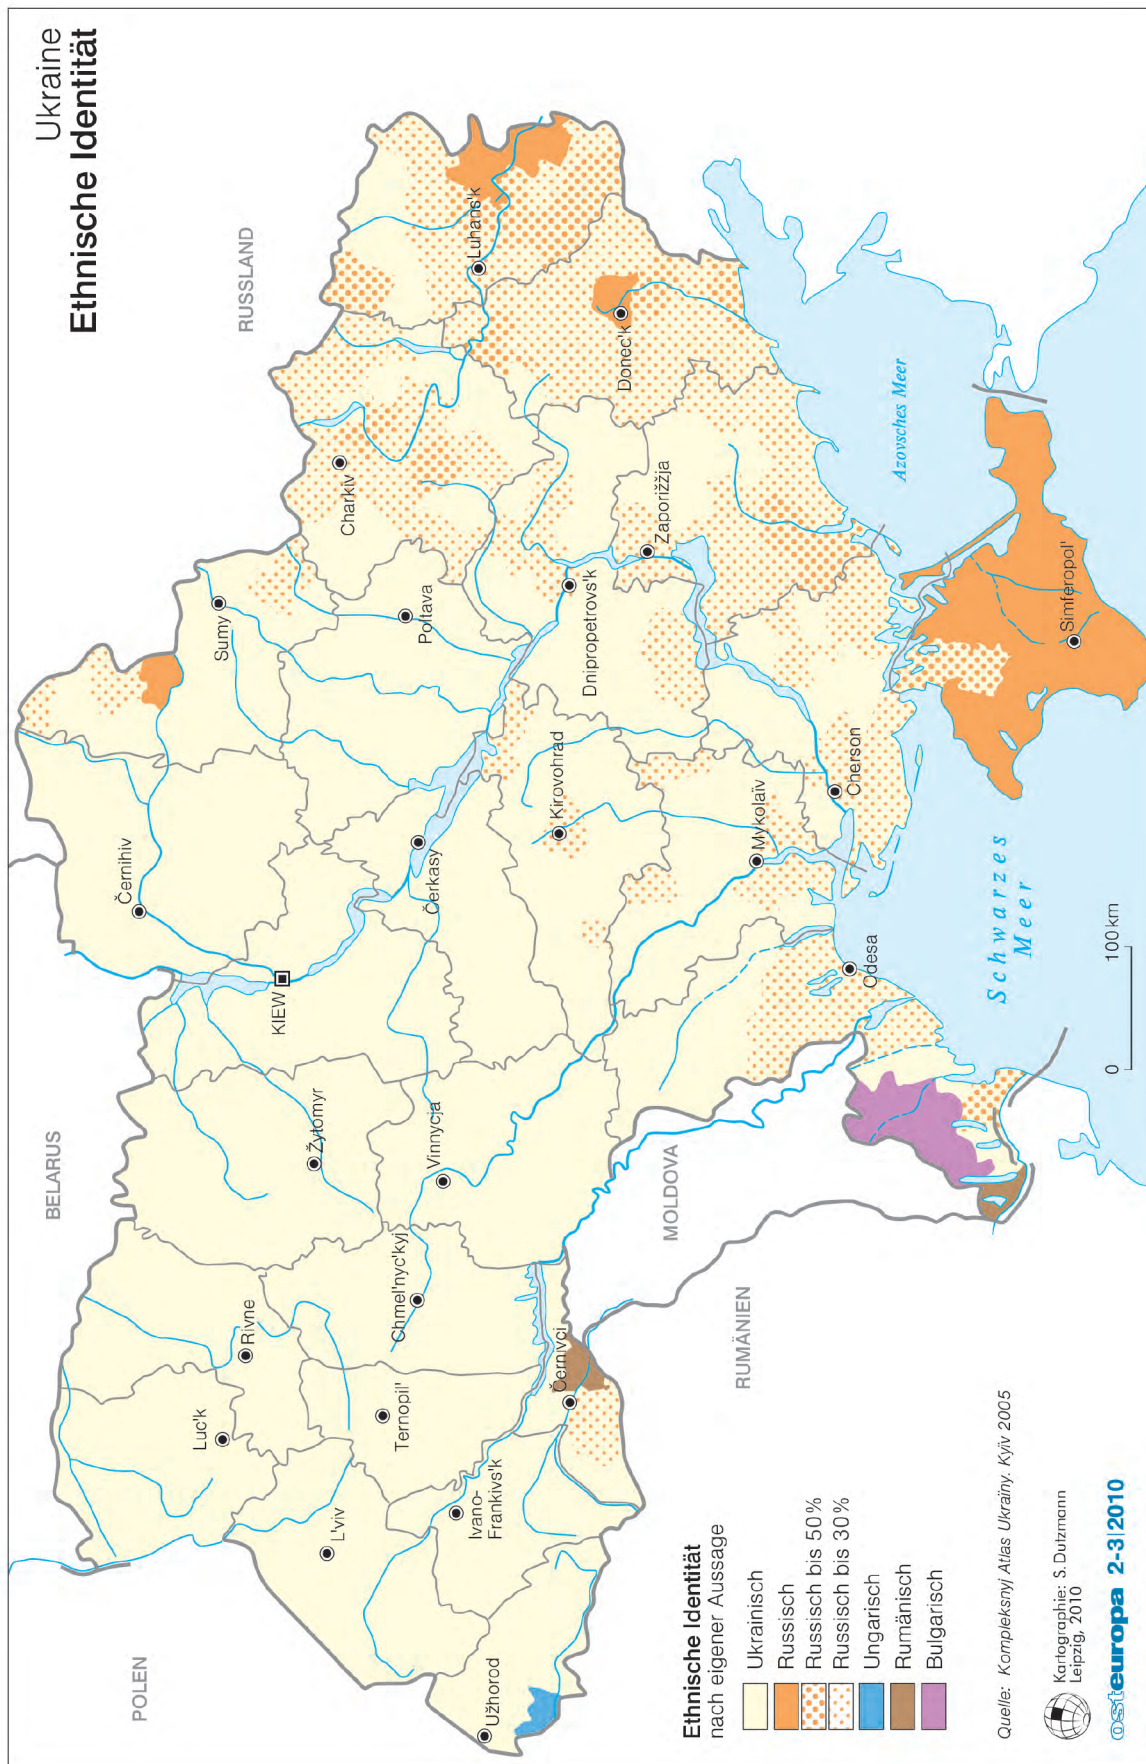 Ukraine
Ethnische Identität
POLEN
BELARUS
RUSSLAND
Luc'k
Rivne
Žytomyr
KIEW
Černihiv
Sumy
L'viv
Ternopil'
Chmel'nyc'kyj
Vinnycja
Čerkasy
Poltava
Charkiv
Luhans'k
Užhorod
Ivano-
Frankivs'k
Černivci
Kirovohrad
Dnipropetrovs'k
Zaporižžja
Donec'k
MOLDOVA
RUMÄNIEN
Mykolaïv
Cherson
Odesa
Simferopol'
Azovsches Meer
Schwarzes
Meer
0 100 km
Ethnische Identität
nach eigener Aussage
Ukrainisch
Russisch
Russisch bis 50%
Russisch bis 30%
Ungarisch
Rumänisch
Bulgarisch
Quelle: Kompleksnyj Atlas Ukraïny. Kyïv 2005
Kartographie: S. Dutzmann
Leipzig, 2010
osteuropa 2-3|2010